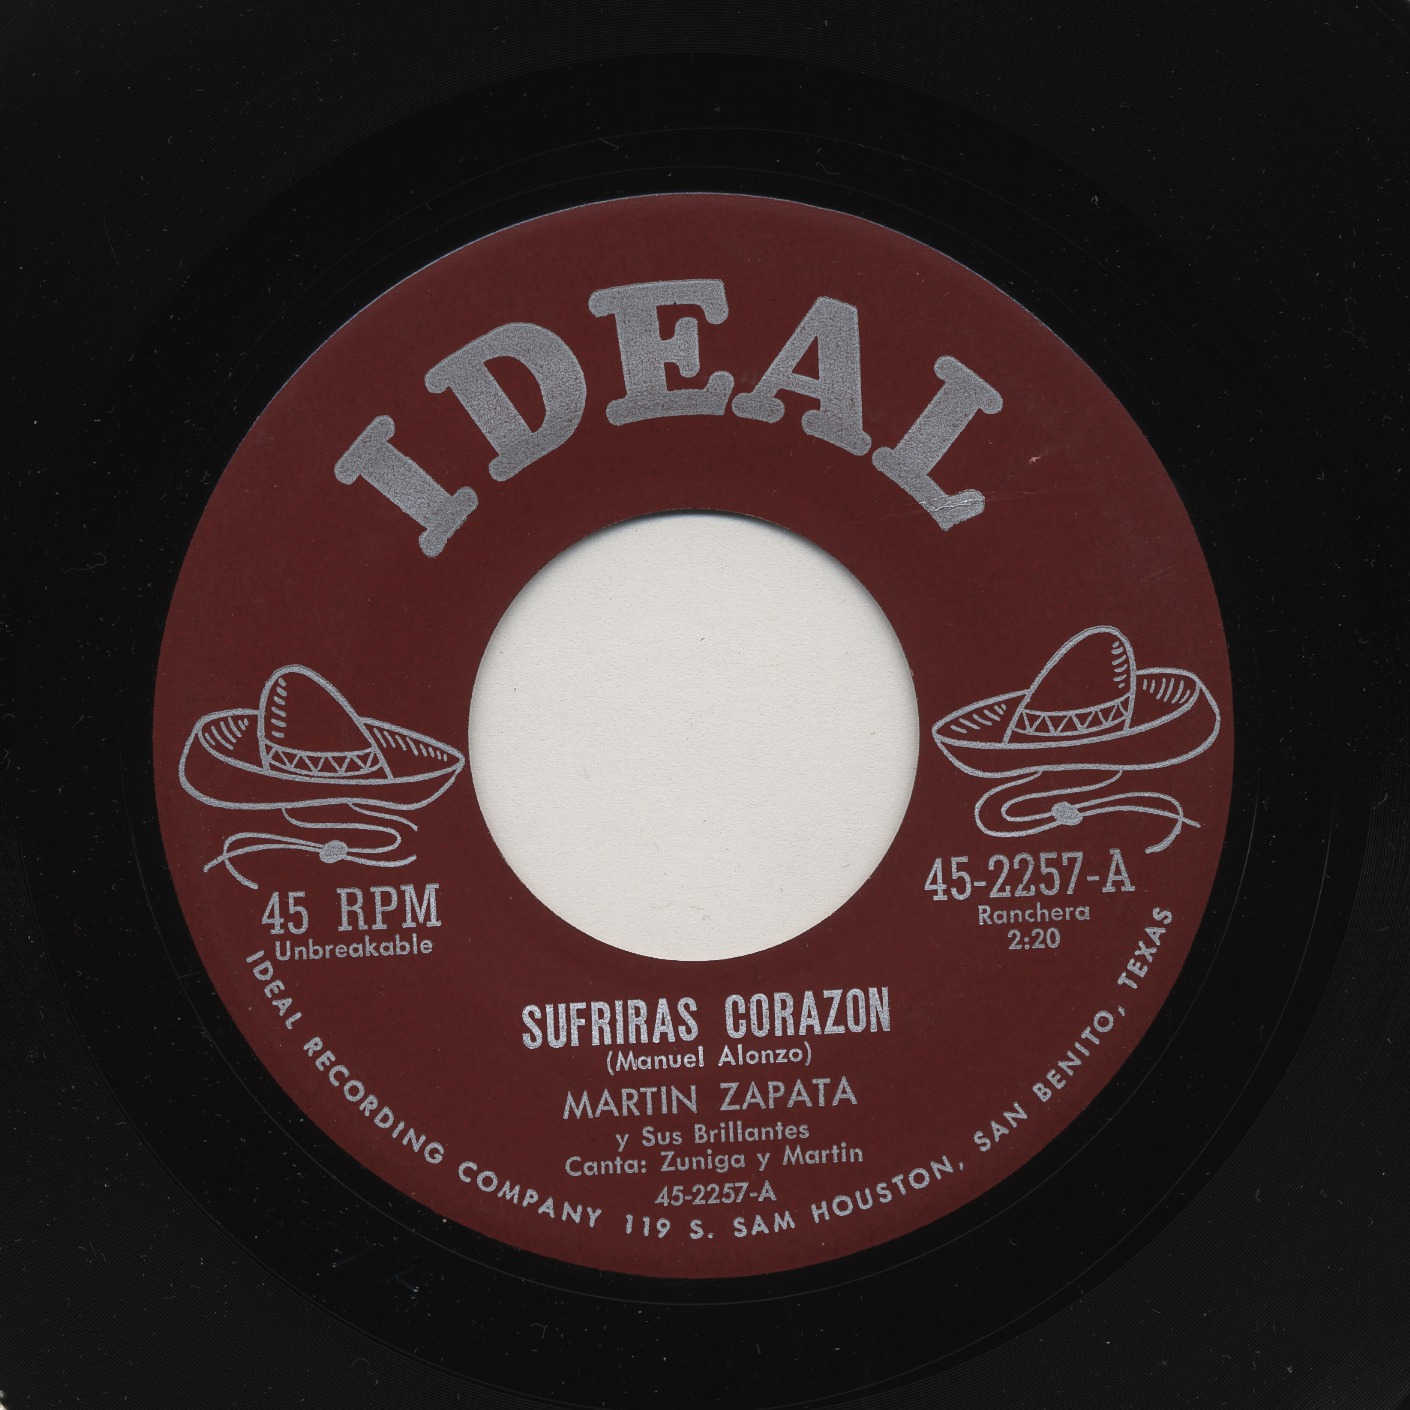 IDEAL
45 RPM
Unbreakable
45-2257-A
Ranchera
2:20
SUFRIRAS CORAZON
(Manuel Alonzo)
MARTIN ZAPATA
y Sus Brillantes
Canta: Zuniga y Martin
45-2257-A
IDEAL RECORDING COMPANY 119 S. SAM HOUSTON, SAN BENITO, TEXAS